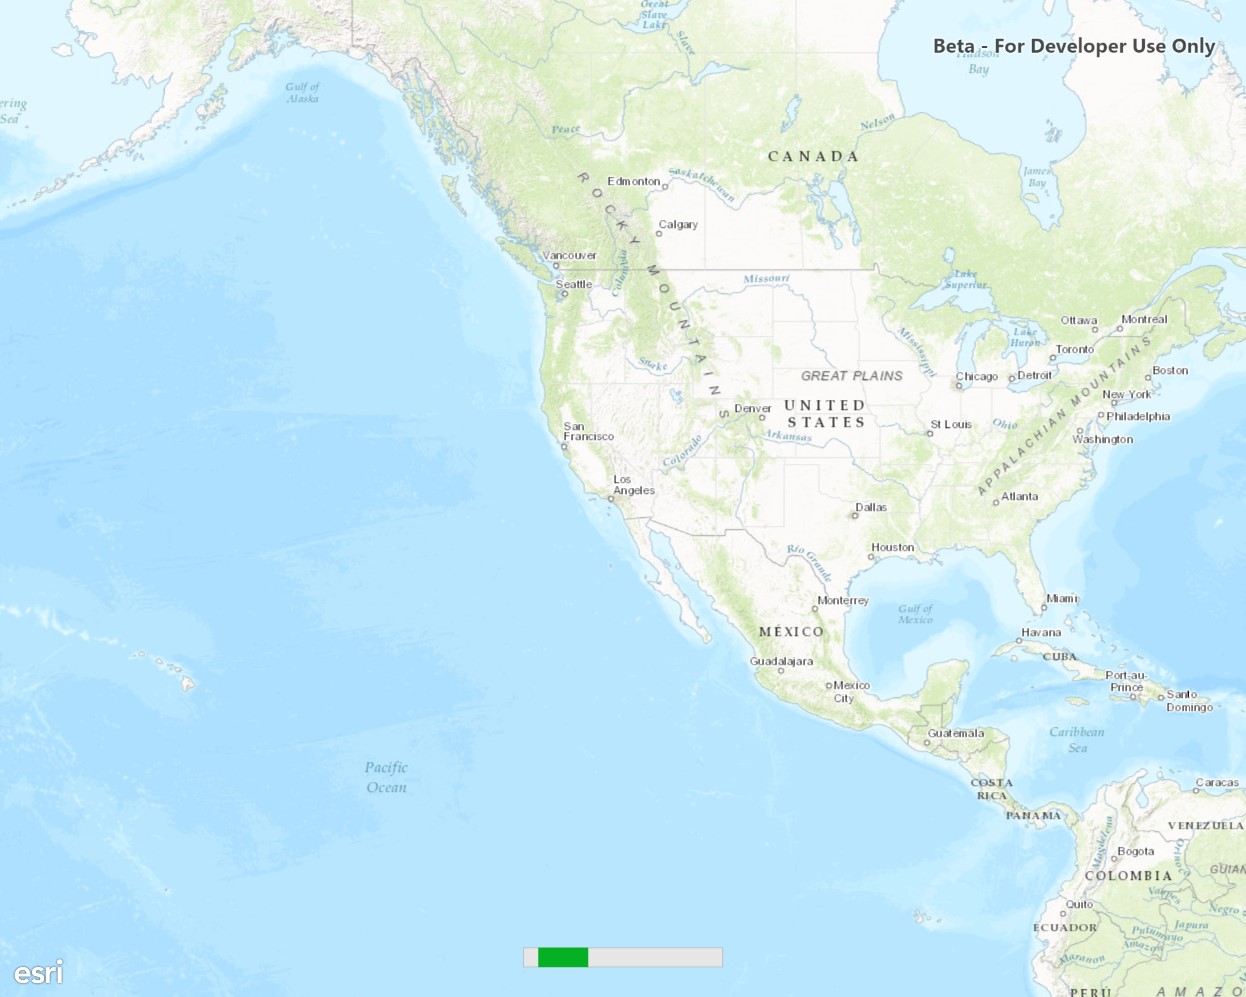 Great
Slave
Lake
Slave
Beta - For Developer Use Only
Hudson
Bay
Gulf of
Alaska
ering
Sea
Peace
Nelson
CANADA
James
Bay
Edmonton
Saskatchewan
ROCKY MOUNTAINS
Calgary
Vancouver
Columbia
Seattle
Missouri
Lake
Superior
Ottawa
Montreal
Lake
Huron
Toronto
Mississippi
Snake
GREAT PLAINS
Chicago
Detroit
Boston
New York
Denver
UNITED
STATES
Philadelphia
San
Francisco
St Louis
Ohio
APPALACHIAN MOUNTAINS
Washington
Arkansas
Colorado
Los
Angeles
Atlanta
Dallas
Houston
Rio Grande
Monterrey
Gulf of
Mexico
Miami
MÉXICO
Havana
CUBA
Guadalajara
Port-au-
Prince
Mexico
City
Santo
Domingo
Guatemala
Caribbean
Sea
Pacific
Ocean
COSTA
RICA
Caracas
PANAMA
VENEZUELA
Magdalena
Orinoco
Bogota
COLOMBIA
GUIAN
Vaupes
Quito
Negro
ECUADOR
Japura
Putumayo
Amazon
Maranon
esri
PERÚ
AMAZO